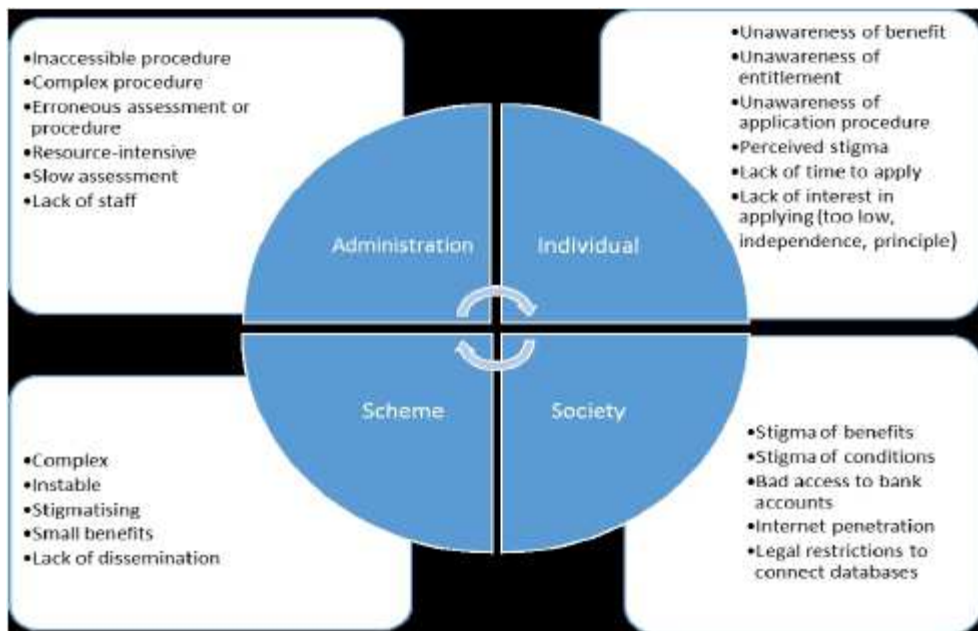 •Inaccessible procedure
•Complex procedure
•Erroneous assessment or
procedure
•Resource-intensive
•Slow assessment
•Lack of staff
Administration
•Unawareness of benefit
•Unawareness of
entitlement
•Unawareness of
application procedure
•Perceived stigma
•Lack of time to apply
•Lack of interest in
applying (too low,
independence, principle)
Individual
Scheme
•Complex
•Instable
•Stigmatising
•Small benefits
•Lack of dissemination
Society
•Stigma of benefits
•Stigma of conditions
•Bad access to bank
accounts
•Internet penetration
•Legal restrictions to
connect databases